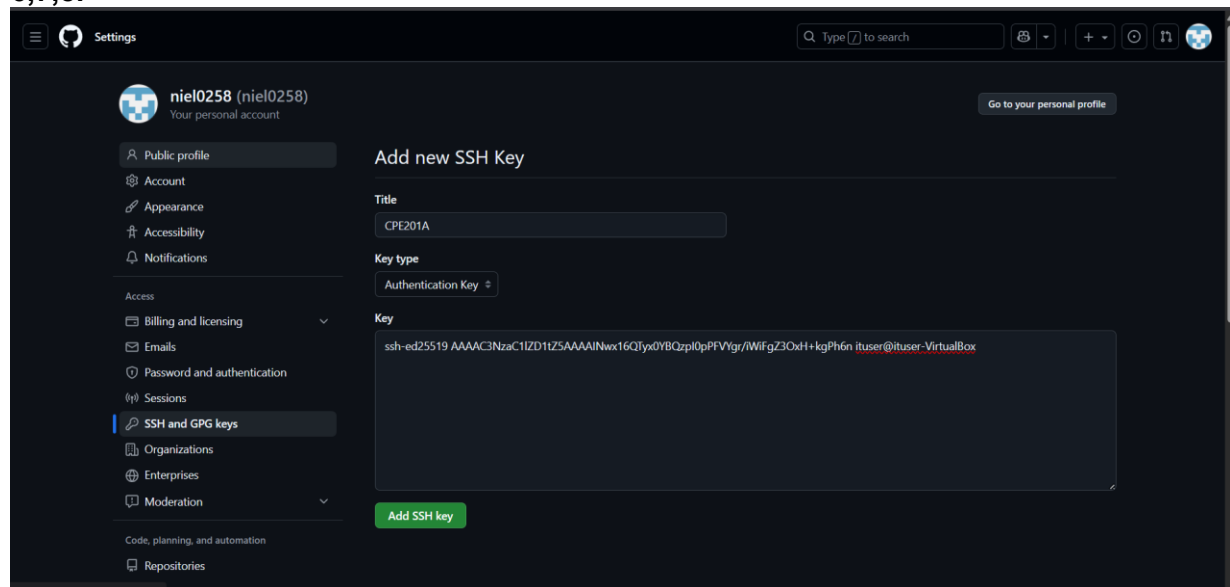 Settings
Type / to search
niel0258 (niel0258)
Your personal account
Go to your personal profile
Public profile
Account
Appearance
Accessibility
Notifications
Access
Billing and licensing
Emails
Password and authentication
Sessions
SSH and GPG keys
Organizations
Enterprises
Moderation
Code, planning, and automation
Repositories
Add new SSH Key
Title
CPE201A
Key type
Authentication Key
Key
ssh-ed25519 AAAAC3NzaC1lZD1tZ5AAAAINwx16QTyx0YBQzpI0pPFVYgr/iWiFgZ3OxH+kgPh6n ituser@ituser-VirtualBox
Add SSH key